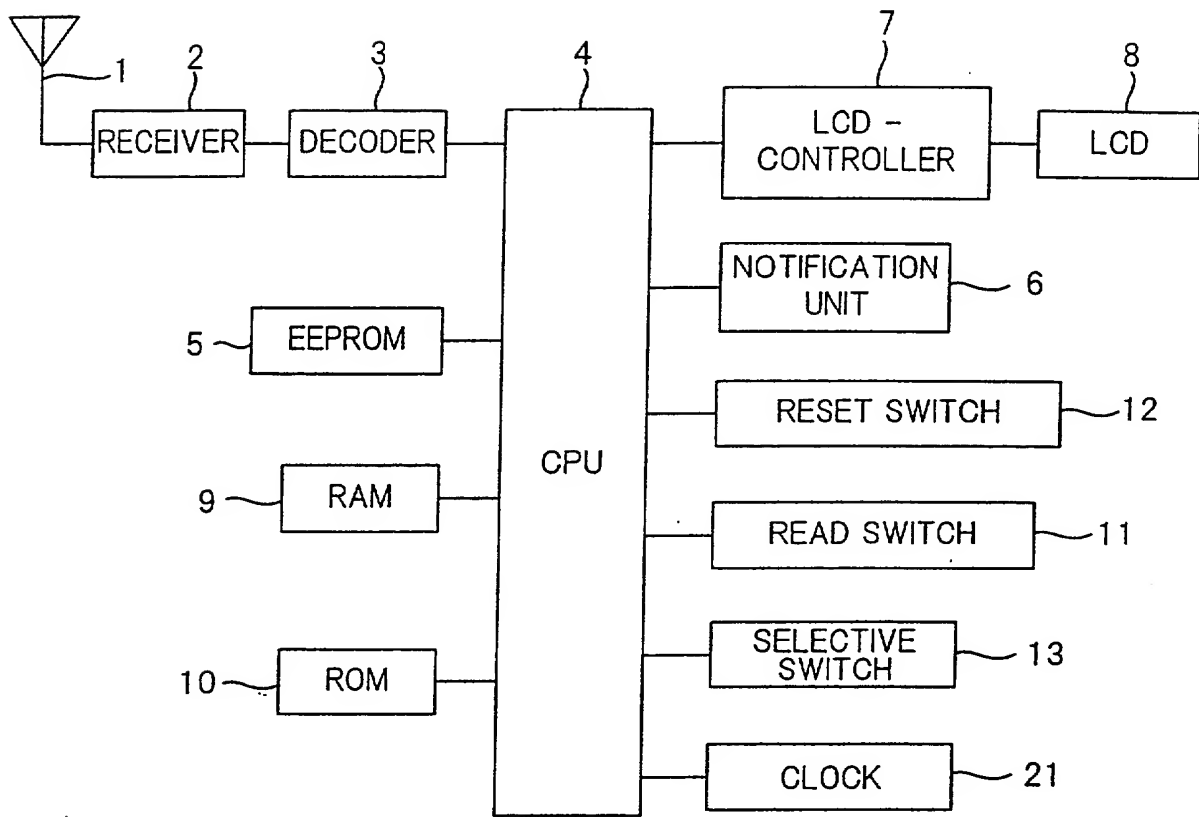 1
2
3
4
7
8
RECEIVER
DECODER
LCD -
CONTROLLER
LCD
NOTIFICATION
UNIT
6
5
EEPROM
RESET SWITCH
12
CPU
9
RAM
READ SWITCH
11
SELECTIVE
SWITCH
13
10
ROM
CLOCK
21